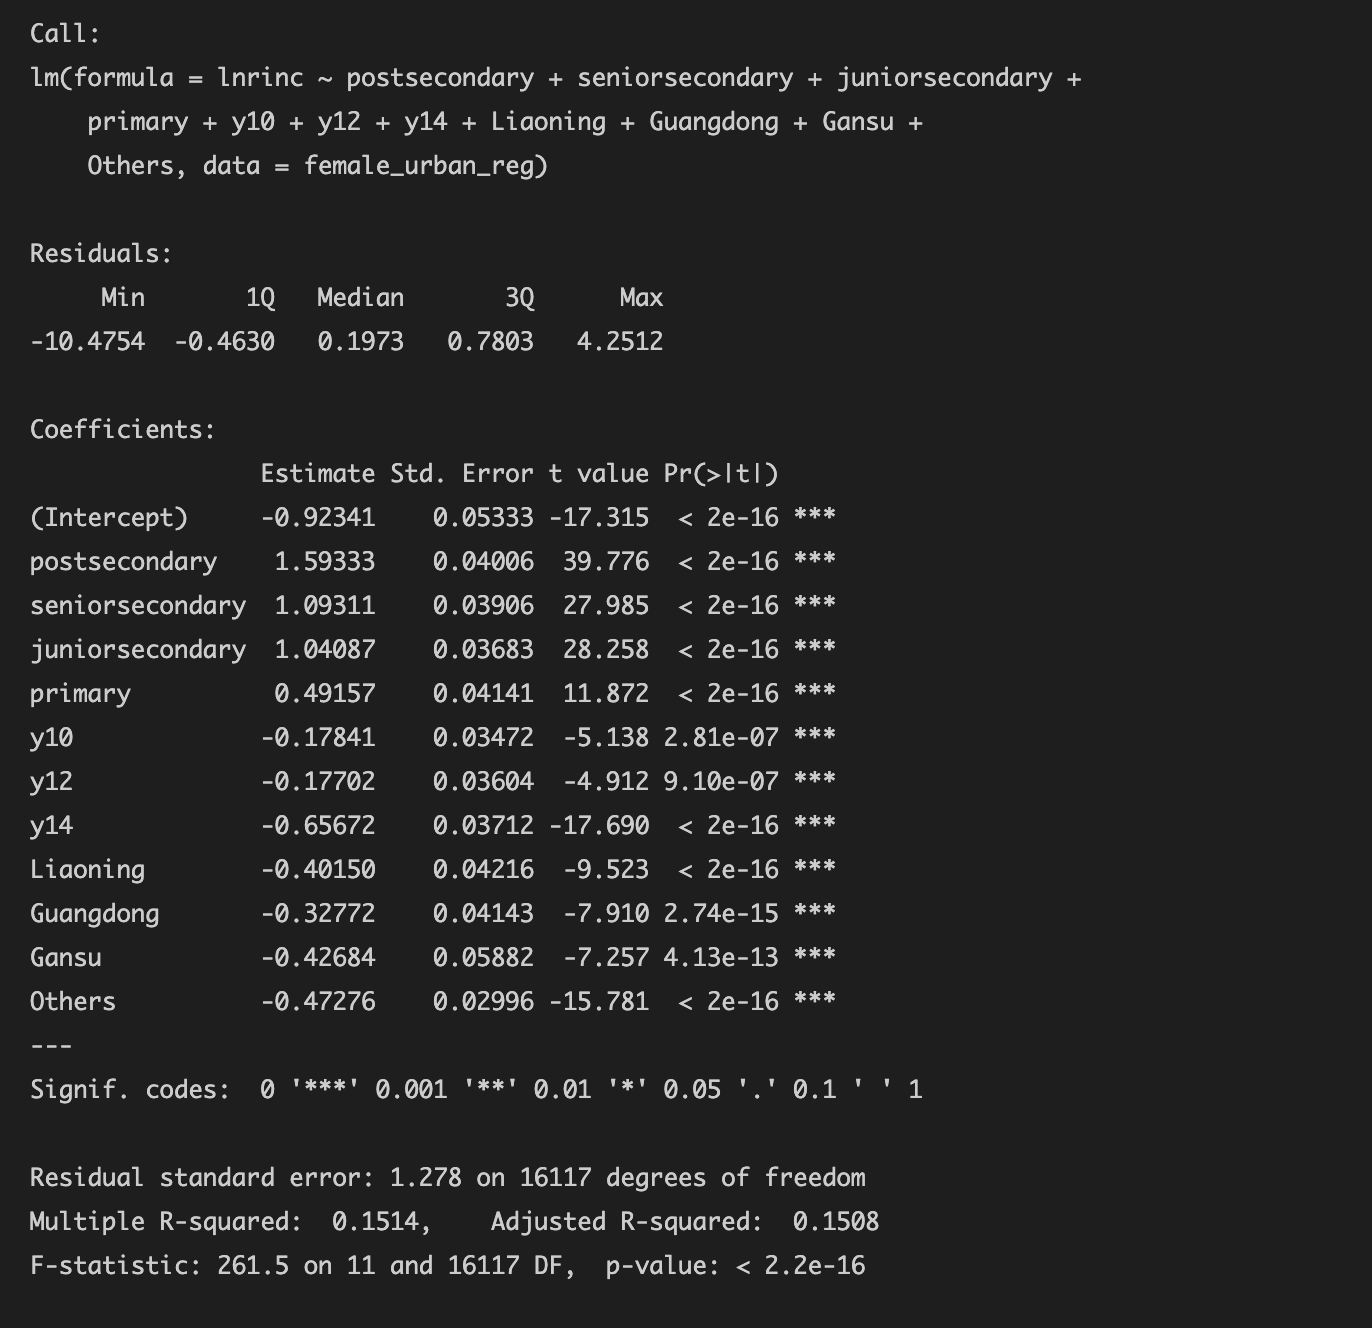 Call:
lm(formula = lnrinc ~ postsecondary + seniorsecondary + juniorsecondary +
    primary + y10 + y12 + y14 + Liaoning + Guangdong + Gansu +
    Others, data = female_urban_reg)

Residuals:
     Min       1Q   Median       3Q      Max
-10.4754  -0.4630   0.1973   0.7803   4.2512

Coefficients:
                Estimate Std. Error t value Pr(>|t|)
(Intercept)     -0.92341    0.05333 -17.315  < 2e-16 ***
postsecondary    1.59333    0.04006  39.776  < 2e-16 ***
seniorsecondary  1.09311    0.03906  27.985  < 2e-16 ***
juniorsecondary  1.04087    0.03683  28.258  < 2e-16 ***
primary          0.49157    0.04141  11.872  < 2e-16 ***
y10             -0.17841    0.03472  -5.138 2.81e-07 ***
y12             -0.17702    0.03604  -4.912 9.10e-07 ***
y14             -0.65672    0.03712 -17.690  < 2e-16 ***
Liaoning        -0.40150    0.04216  -9.523  < 2e-16 ***
Guangdong       -0.32772    0.04143  -7.910 2.74e-15 ***
Gansu           -0.42684    0.05882  -7.257 4.13e-13 ***
Others          -0.47276    0.02996 -15.781  < 2e-16 ***
---
Signif. codes:  0 '***' 0.001 '**' 0.01 '*' 0.05 '.' 0.1 ' ' 1

Residual standard error: 1.278 on 16117 degrees of freedom
Multiple R-squared:  0.1514,    Adjusted R-squared:  0.1508
F-statistic: 261.5 on 11 and 16117 DF,  p-value: < 2.2e-16